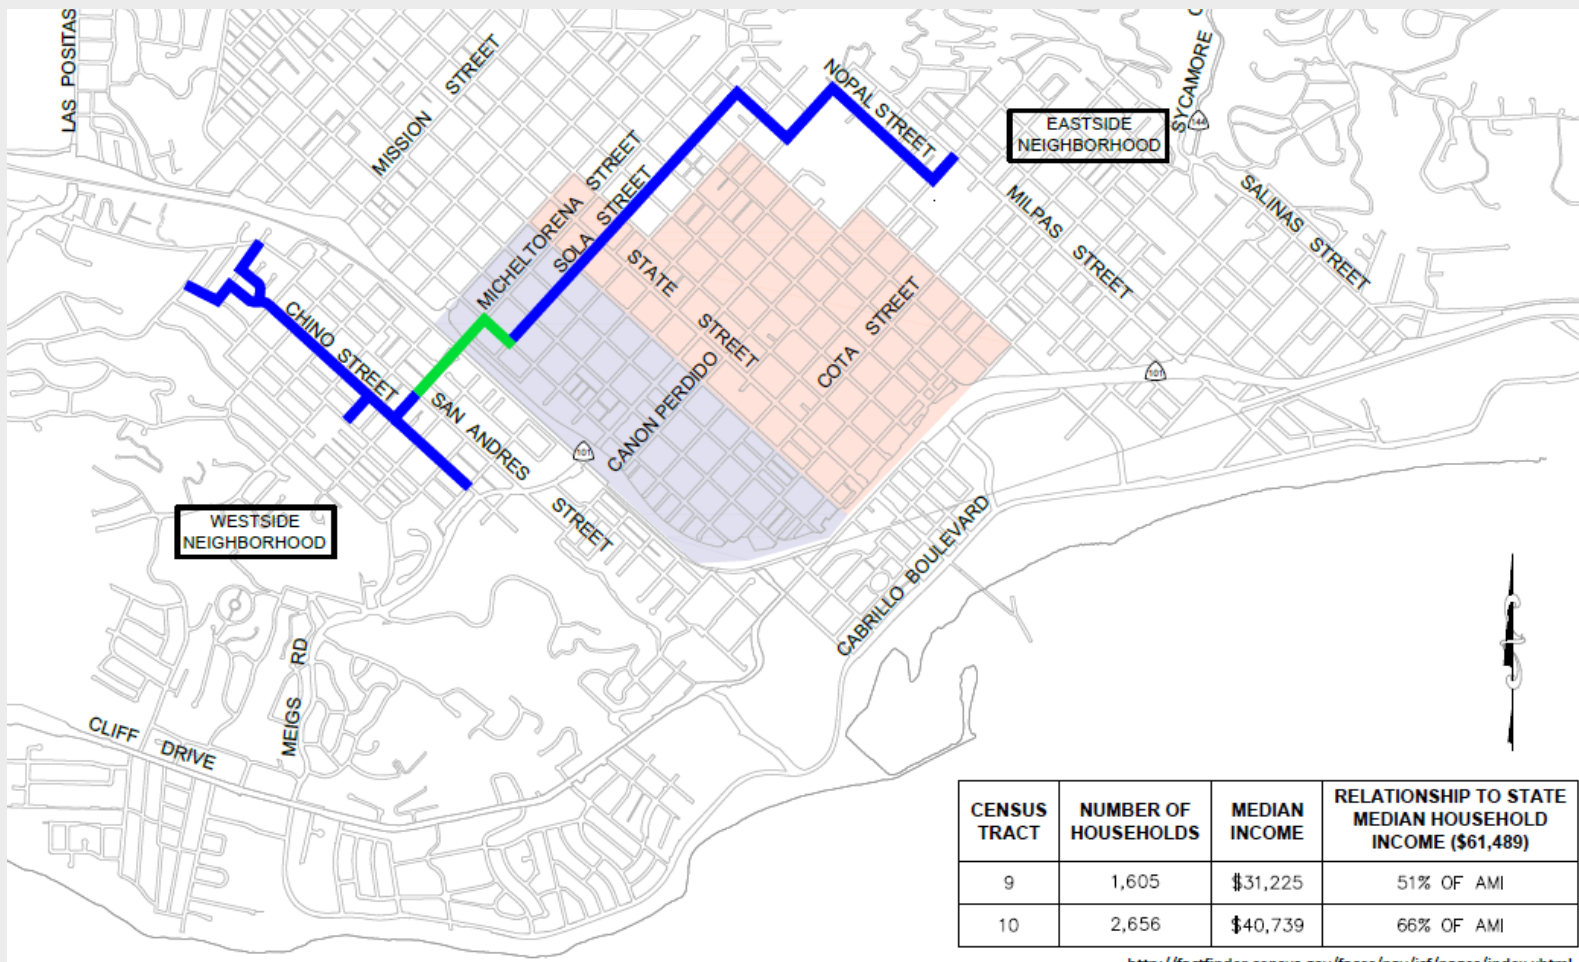 LAS POSITAS
MISSION STREET
NOPAL STREET
SYCAMORE C
144
EASTSIDE
NEIGHBORHOOD
MICHELTORENA STREET
SOLA STREET
SALINAS STREET
MILPAS STREET
STATE STREET
COTA STREET
CHINO STREET
101
CANON PERDIDO
SAN ANDRES STREET
101
WESTSIDE
NEIGHBORHOOD
CABRILLO BOULEVARD
MEIGS RD
CLIFF DRIVE
CENSUS TRACT NUMBER OF HOUSEHOLDS MEDIAN INCOME RELATIONSHIP TO STATE MEDIAN HOUSEHOLD INCOME ($61,489)
9 1,605 $31,225 51% OF AMI
10 2,656 $40,739 66% OF AMI